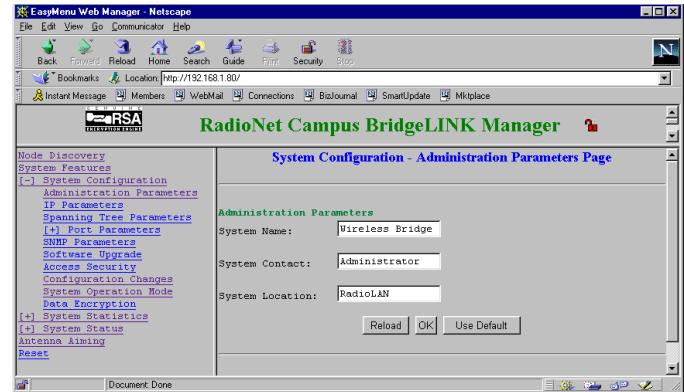 EasyMenu Web Manager - Netscape
File Edit View Go Communicator Help
Back Forward Reload Home Search Guide Print Security Stop
Bookmarks Location: http://192.168.1.80/
Instant Message Members WebMail Connections BizJournal SmartUpdate Mktplace
GENUINE
RSA
ENCRYPTION ENGINE
RadioNet Campus BridgeLINK Manager
Node Discovery
System Features
[-] System Configuration
Administration Parameters
IP Parameters
Spanning Tree Parameters
[+] Port Parameters
SNMP Parameters
Software Upgrade
Access Security
Configuration Changes
System Operation Mode
Data Encryption
[+] System Statistics
[+] System Status
Antenna Aiming
Reset
System Configuration - Administration Parameters Page
Administration Parameters
System Name: Wireless Bridge
System Contact: Administrator
System Location: RadioLAN
Reload OK Use Default
Document: Done